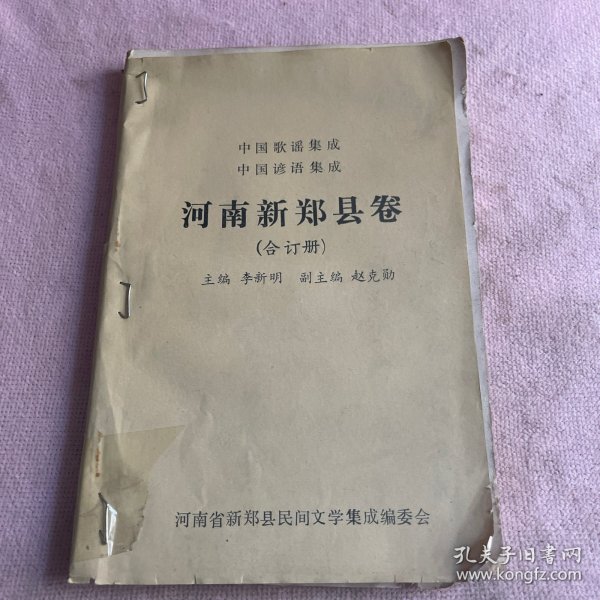 中国歌谣集成
中国谚语集成
河南新郑县卷
(合订册)
主编 李新明 副主编 赵克勋
河南省新郑县民间文学集成编委会
孔夫子旧书网
www.kongfz.com